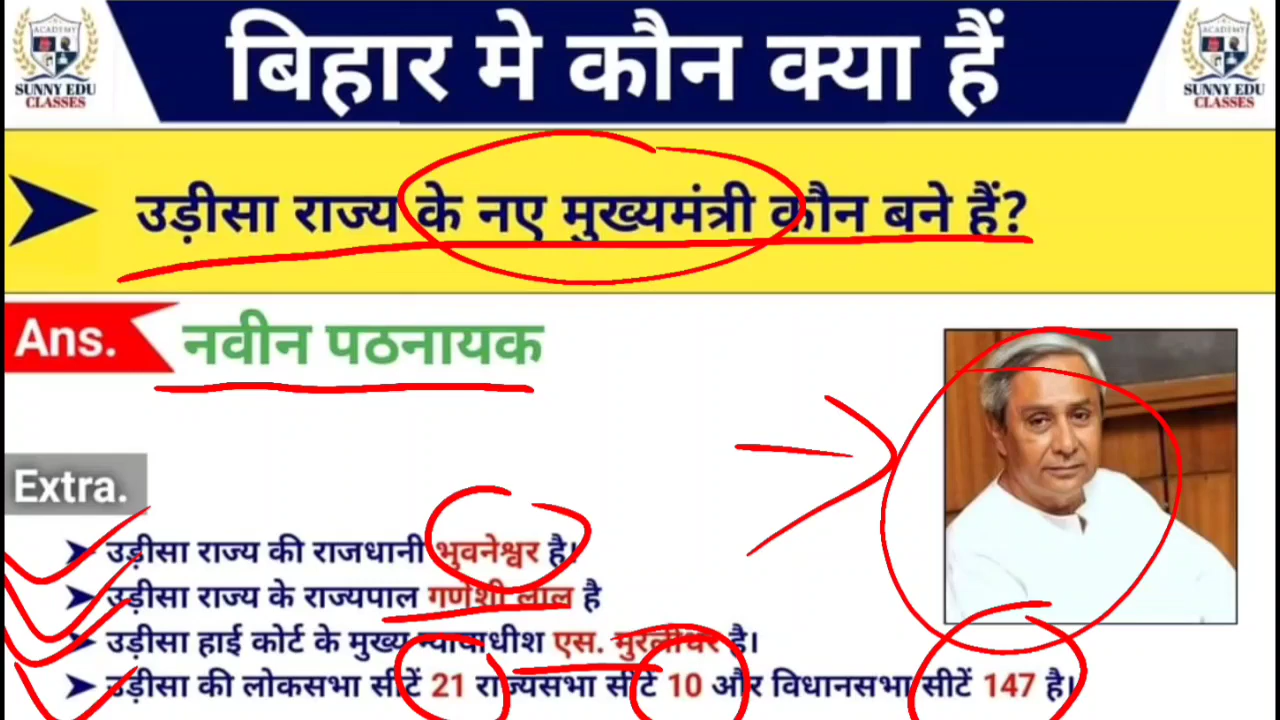 ACADEMY
SUNNY EDU
CLASSES
बिहार मे कौन क्या हैं
ACADEMY
SUNNY EDU
CLASSES
उड़ीसा राज्य के नए मुख्यमंत्री कौन बने हैं?
Ans. नवीन पठनायक
Extra.
उड़ीसा राज्य की राजधानी भुवनेश्वर है।
उड़ीसा राज्य के राज्यपाल गणेशी लाल है
उड़ीसा हाई कोर्ट के मुख्य न्यायाधीश एस. मुरलीधर है।
उड़ीसा की लोकसभा सीटें 21 राज्यसभा सीटें 10 और विधानसभा सीटें 147 है।